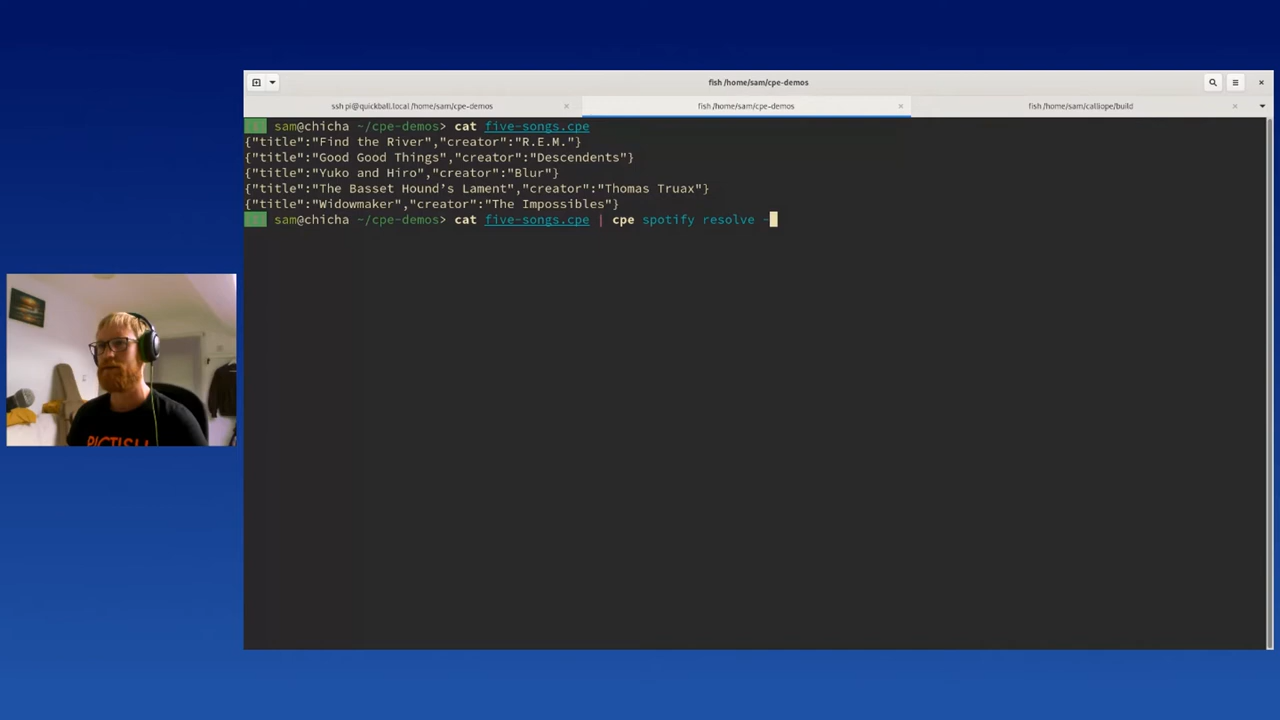 fish /home/sam/cpe-demos
ssh pi@quickball.local /home/sam/cpe-demos
fish /home/sam/cpe-demos
fish /home/sam/calliope/build
sam@chicha ~/cpe-demos> cat five-songs.cpe
{"title":"Find the River","creator":"R.E.M."}
{"title":"Good Good Things","creator":"Descendents"}
{"title":"Yuko and Hiro","creator":"Blur"}
{"title":"The Basset Hound’s Lament","creator":"Thomas Truax"}
{"title":"Widowmaker","creator":"The Impossibles"}
sam@chicha ~/cpe-demos> cat five-songs.cpe | cpe spotify resolve -
PICTISH